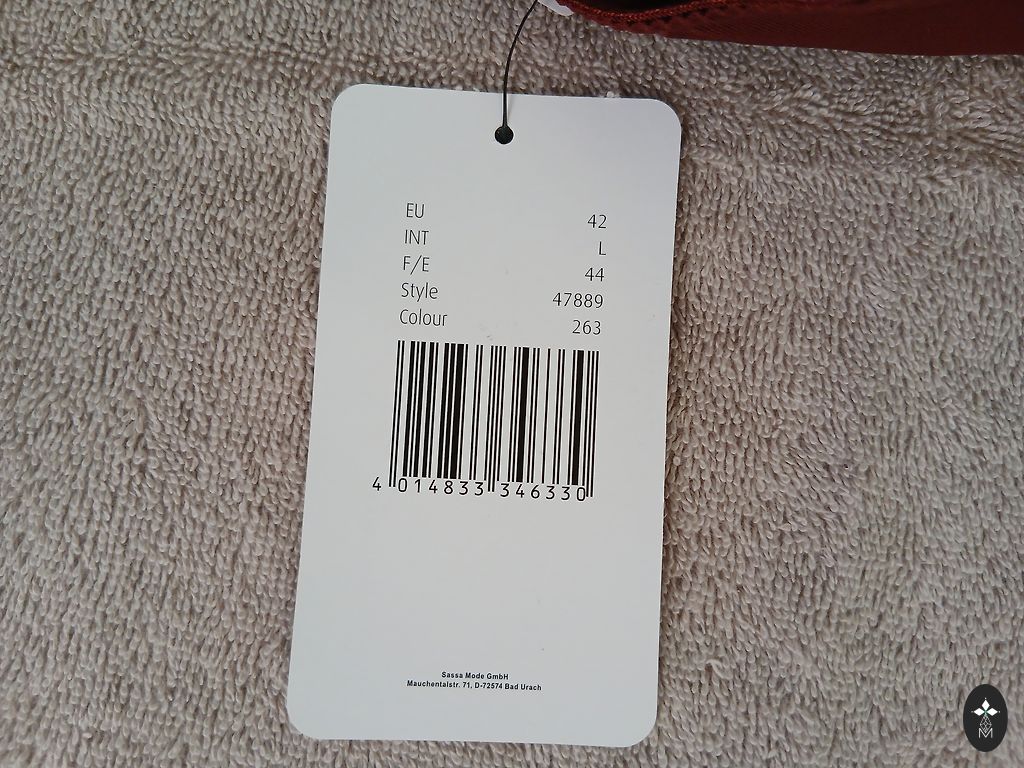 EU 42
INT L
F/E 44
Style 47889
Colour 263
4 014833 346330
Sassa Mode GmbH
Mauchentalstr. 71, D-72574 Bad Urach
M